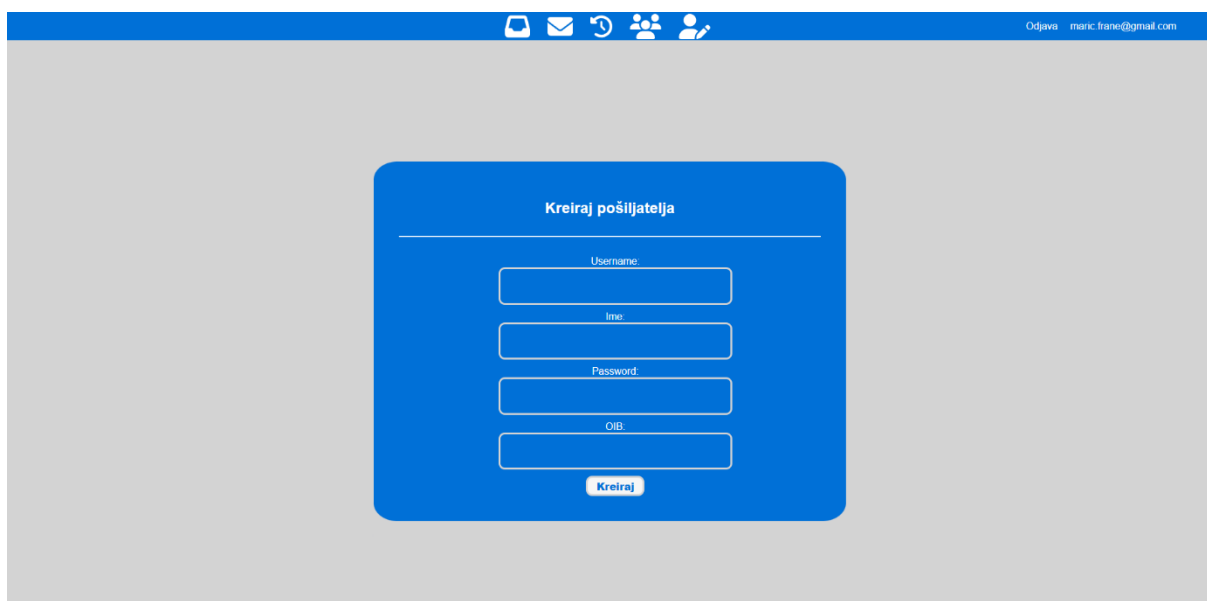 Odjava maric.frane@gmail.com
Kreiraj pošiljatelja
Username:
Ime:
Password:
OIB:
Kreiraj